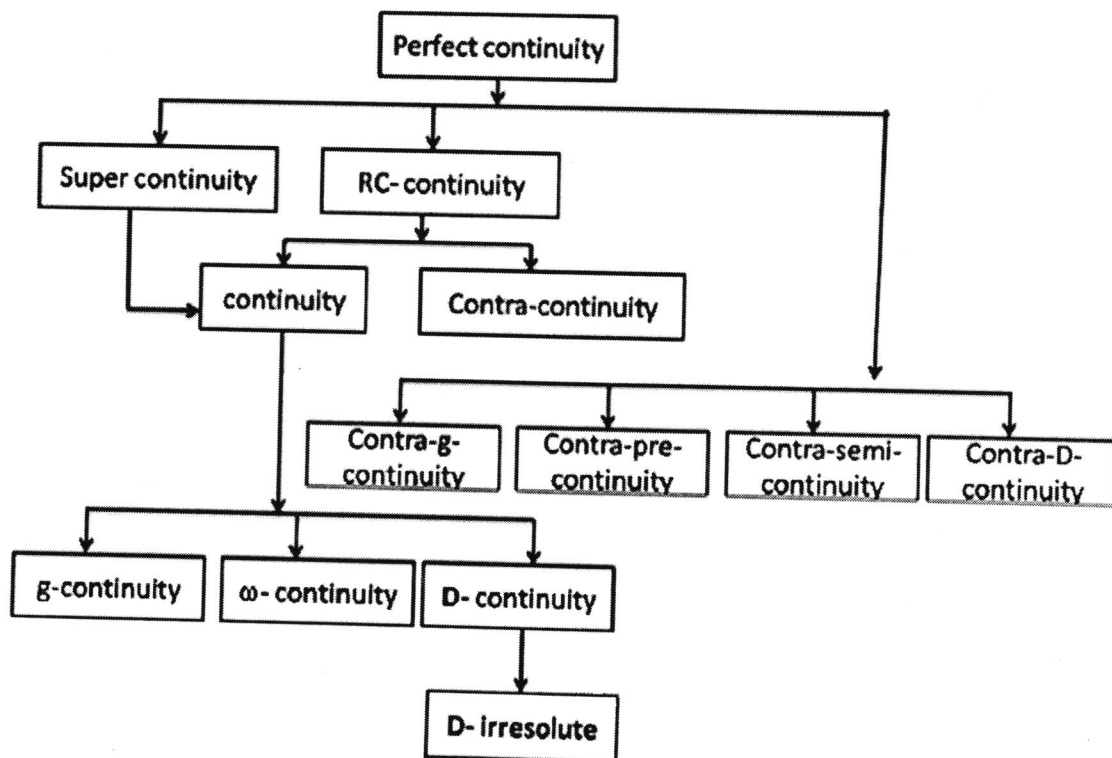 Perfect continuity
Super continuity
RC- continuity
continuity
Contra-continuity
Contra-g-
continuity
Contra-pre-
continuity
Contra-semi-
continuity
Contra-D-
continuity
g-continuity
ω- continuity
D- continuity
D- irresolute